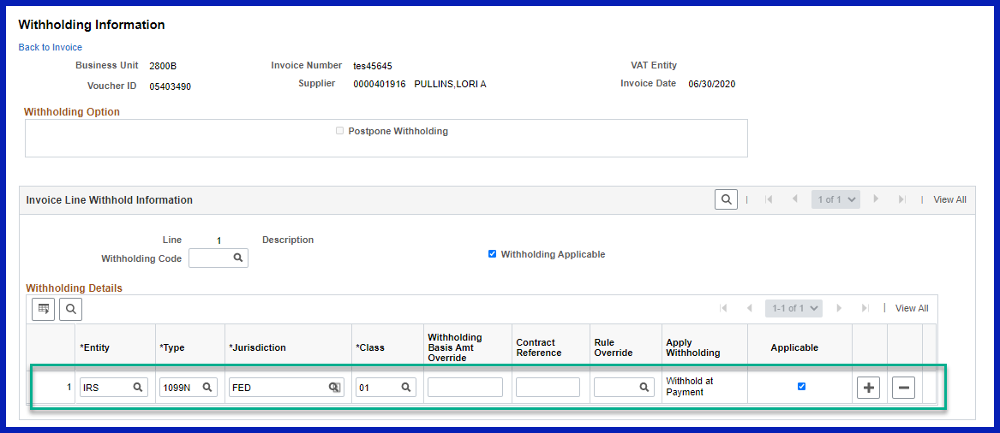 Withholding Information
Back to Invoice
Business Unit 2800B Invoice Number tes45645 VAT Entity
Voucher ID 05403490 Supplier 0000401916 PULLINS,LORI A Invoice Date 06/30/2020
Withholding Option
Postpone Withholding
Invoice Line Withhold Information | 1 of 1 | View All
Line 1 Description
Withholding Code Withholding Applicable
Withholding Details
1-1 of 1 | View All
*Entity *Type *Jurisdiction *Class Withholding Basis Amt Override Contract Reference Rule Override Apply Withholding Applicable
1 IRS 1099N FED 01 Withhold at Payment